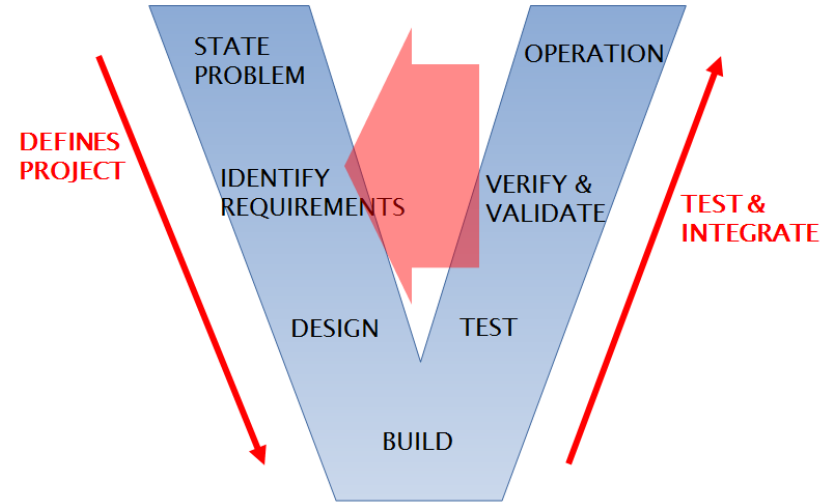 STATE
PROBLEM
OPERATION
DEFINES
PROJECT
IDENTIFY
REQUIREMENTS
VERIFY &
VALIDATE
TEST &
INTEGRATE
DESIGN
TEST
BUILD